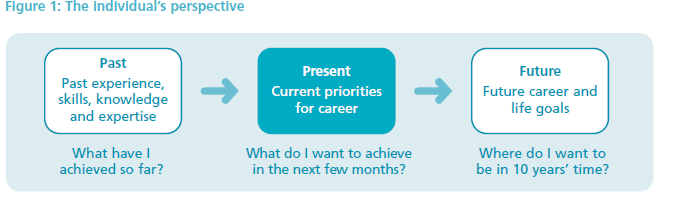 Figure 1: The individual's perspective
Past
Past experience,
skills, knowledge
and expertise
Present
Current priorities
for career
Future
Future career and
life goals
What have I
achieved so far?
What do I want to achieve
in the next few months?
Where do I want to
be in 10 years' time?